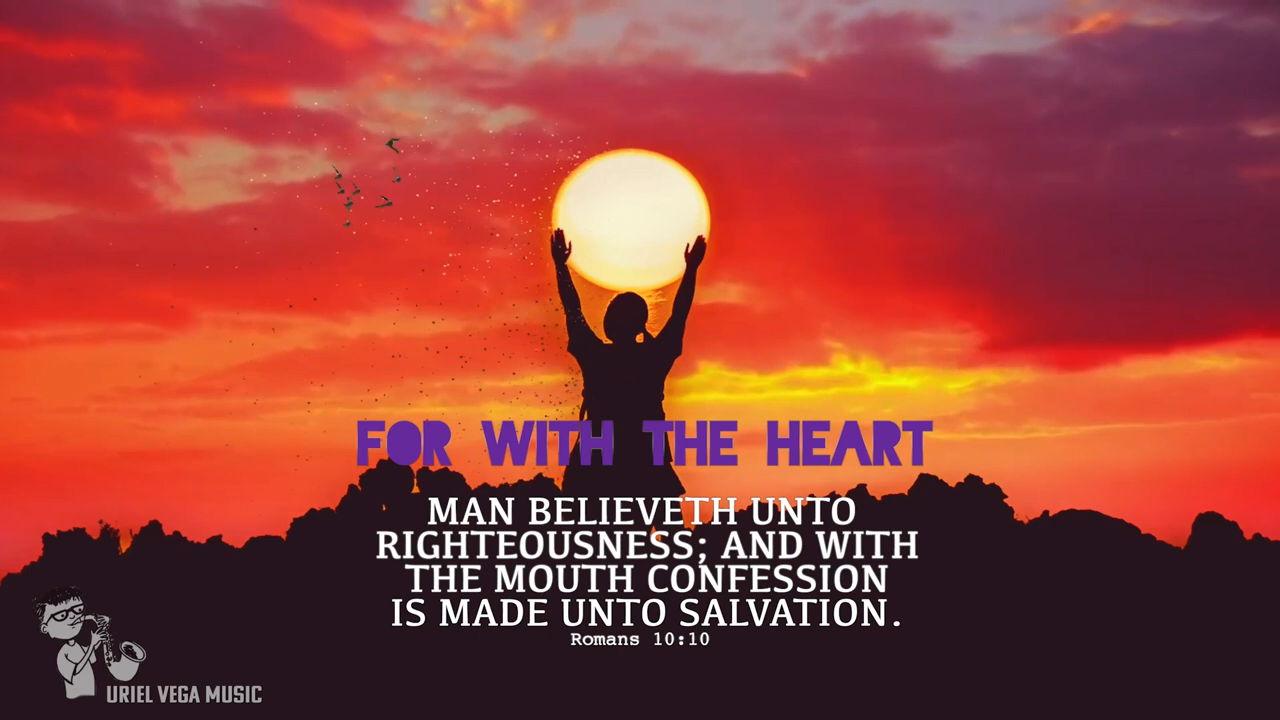 FOR WITH THE HEART
MAN BELIEVETH UNTO
RIGHTEOUSNESS; AND WITH
THE MOUTH CONFESSION
IS MADE UNTO SALVATION.
Romans 10:10
URIEL VEGA MUSIC